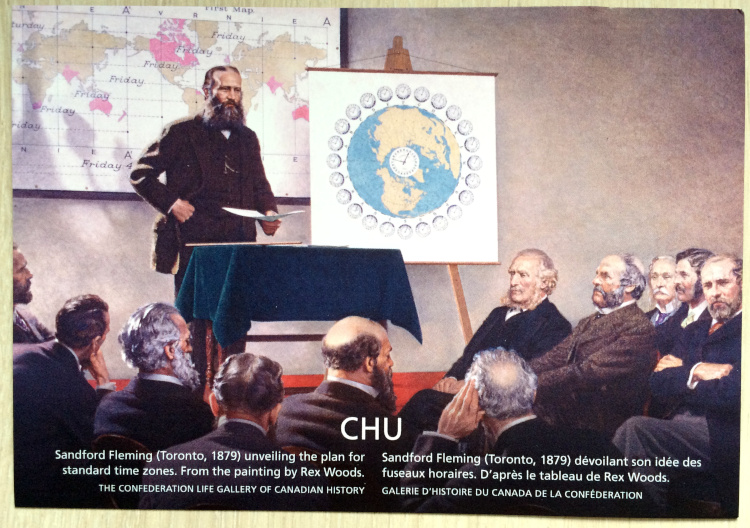 First Map.
A V R N E A
turday
Friday
Friday
Friday
Friday
Friday
Friday
riday
Friday
Friday 4
CHU
Sandford Fleming (Toronto, 1879) unveiling the plan for
standard time zones. From the painting by Rex Woods.
THE CONFEDERATION LIFE GALLERY OF CANADIAN HISTORY
Sandford Fleming (Toronto, 1879) dévoilant son idée des
fuseaux horaires. D'après le tableau de Rex Woods.
GALERIE D'HISTOIRE DU CANADA DE LA CONFÉDÉRATION